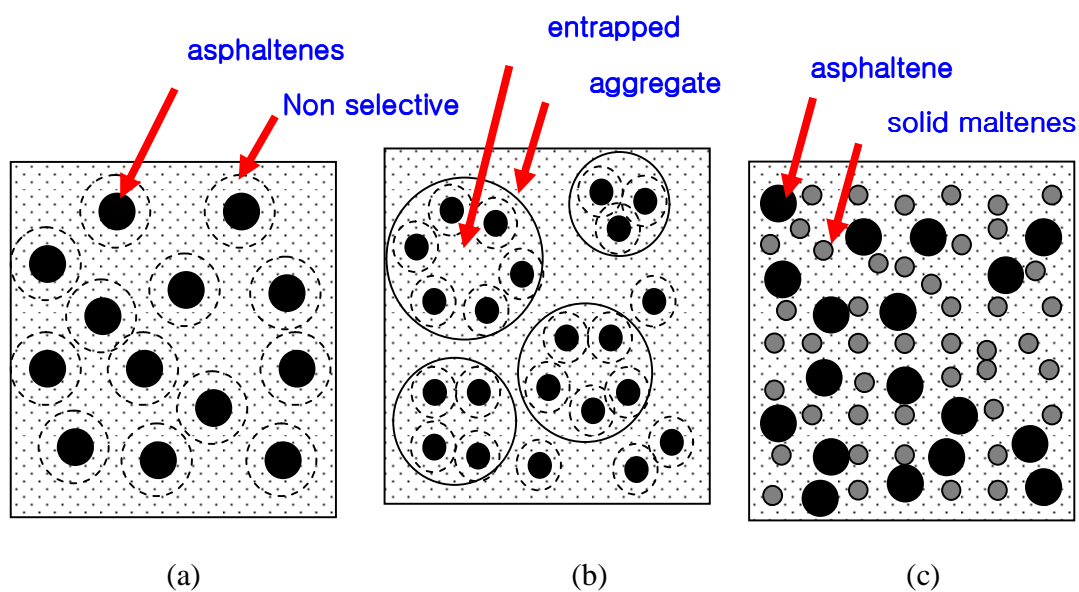 asphaltenes
Non selective
entrapped
aggregate
asphaltene
solid maltenes
(a)
(b)
(c)